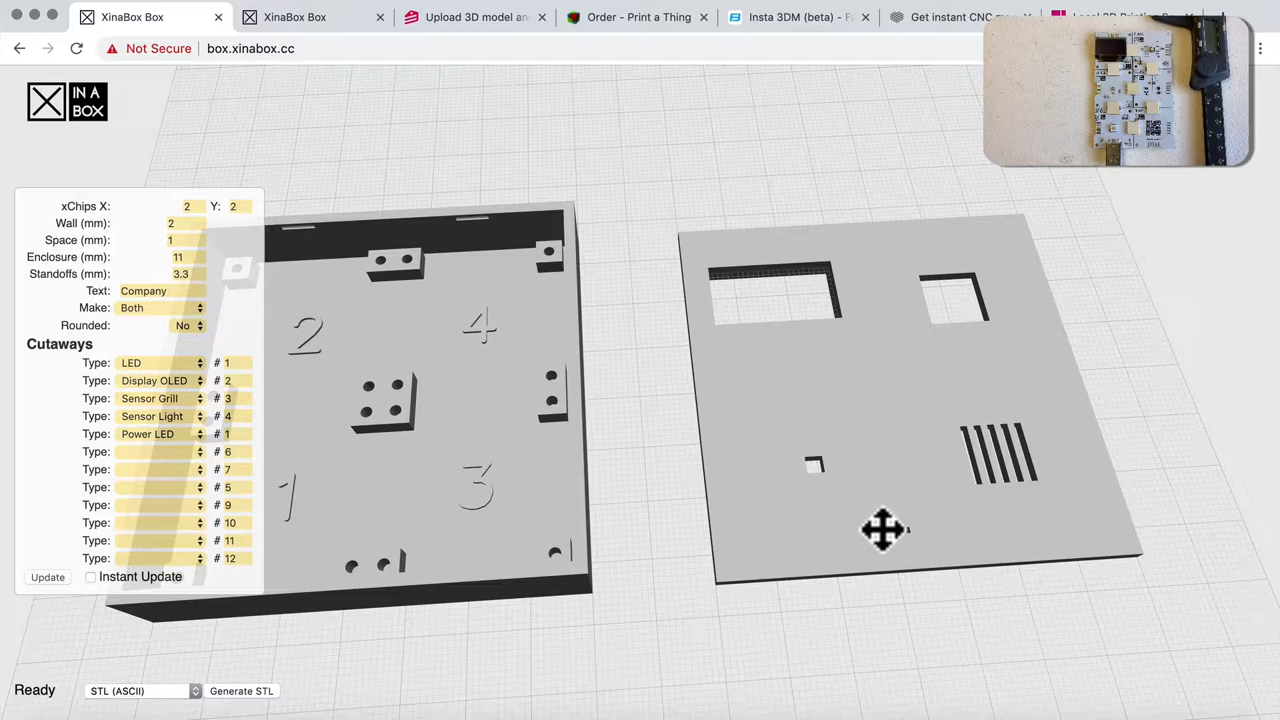 XinaBox Box
XinaBox Box
Upload 3D model an
Order - Print a Thing
Insta 3DM (beta) - Fa
Get instant CNC
Not Secure
box.xinabox.cc
IN A
BOX
xChips X: 2 Y: 2
Wall (mm): 2
Space (mm): 1
Enclosure (mm): 11
Standoffs (mm): 3.3
Text: Company
Make: Both
Rounded: No
Cutaways
Type: LED # 1
Type: Display OLED # 2
Type: Sensor Grill # 3
Type: Sensor Light # 4
Type: Power LED # 1
Type: # 6
Type: # 7
Type: # 5
Type: # 9
Type: # 10
Type: # 11
Type: # 12
Update
Instant Update
2
4
1
3
Ready
STL (ASCII)
Generate STL